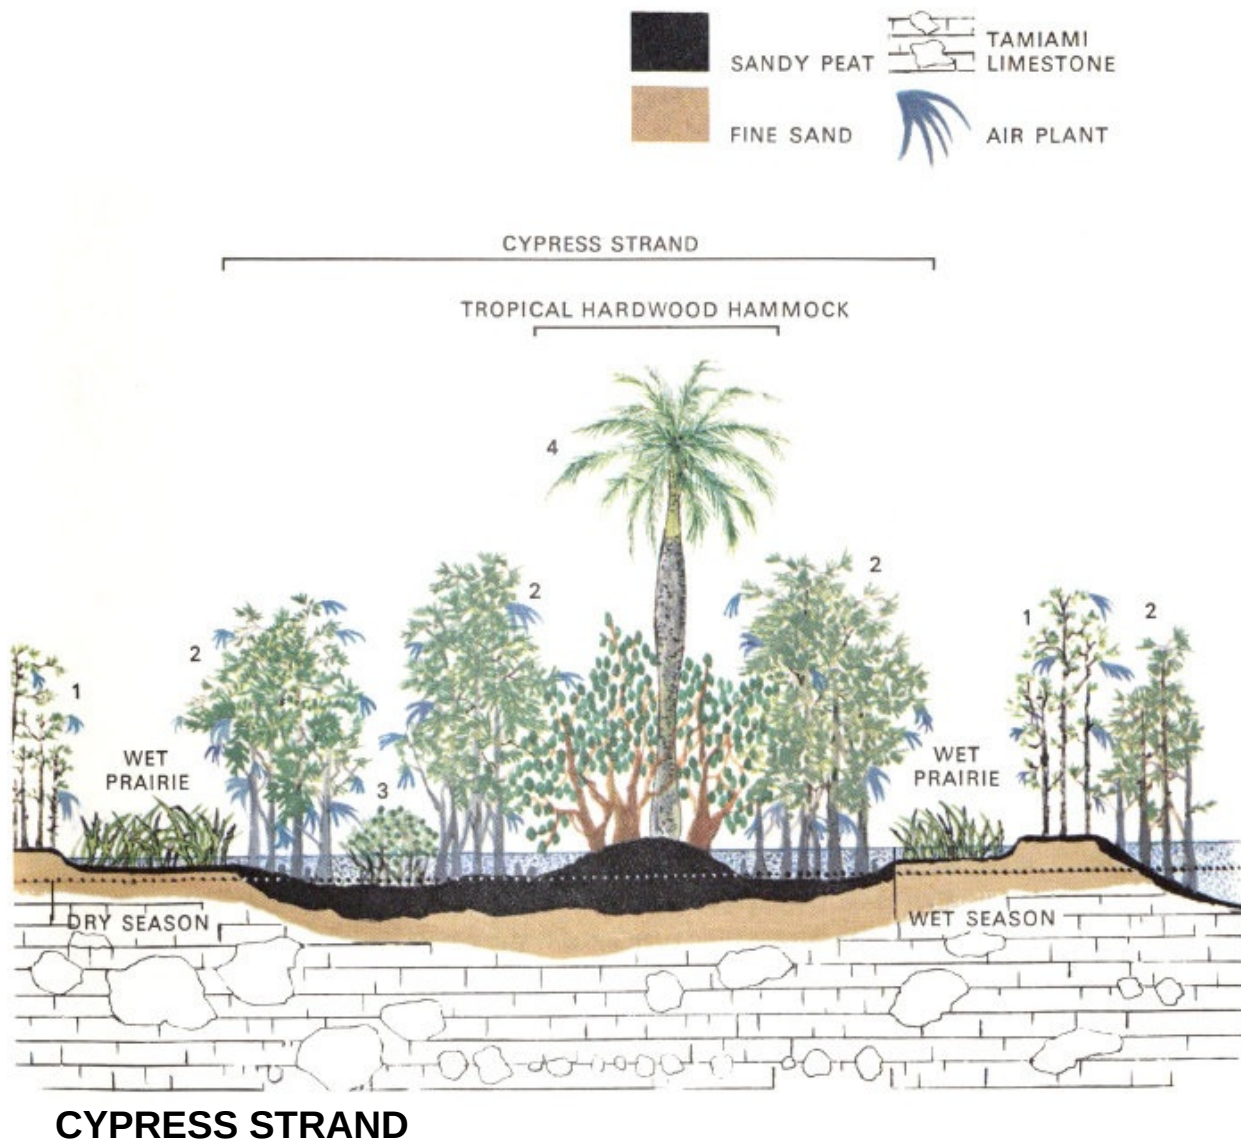 SANDY PEAT
TAMIAMI
LIMESTONE
FINE SAND
AIR PLANT
CYPRESS STRAND
TROPICAL HARDWOOD HAMMOCK
4
2
2
1
2
2
1
WET
PRAIRIE
WET
PRAIRIE
3
DRY SEASON
WET SEASON
CYPRESS STRAND